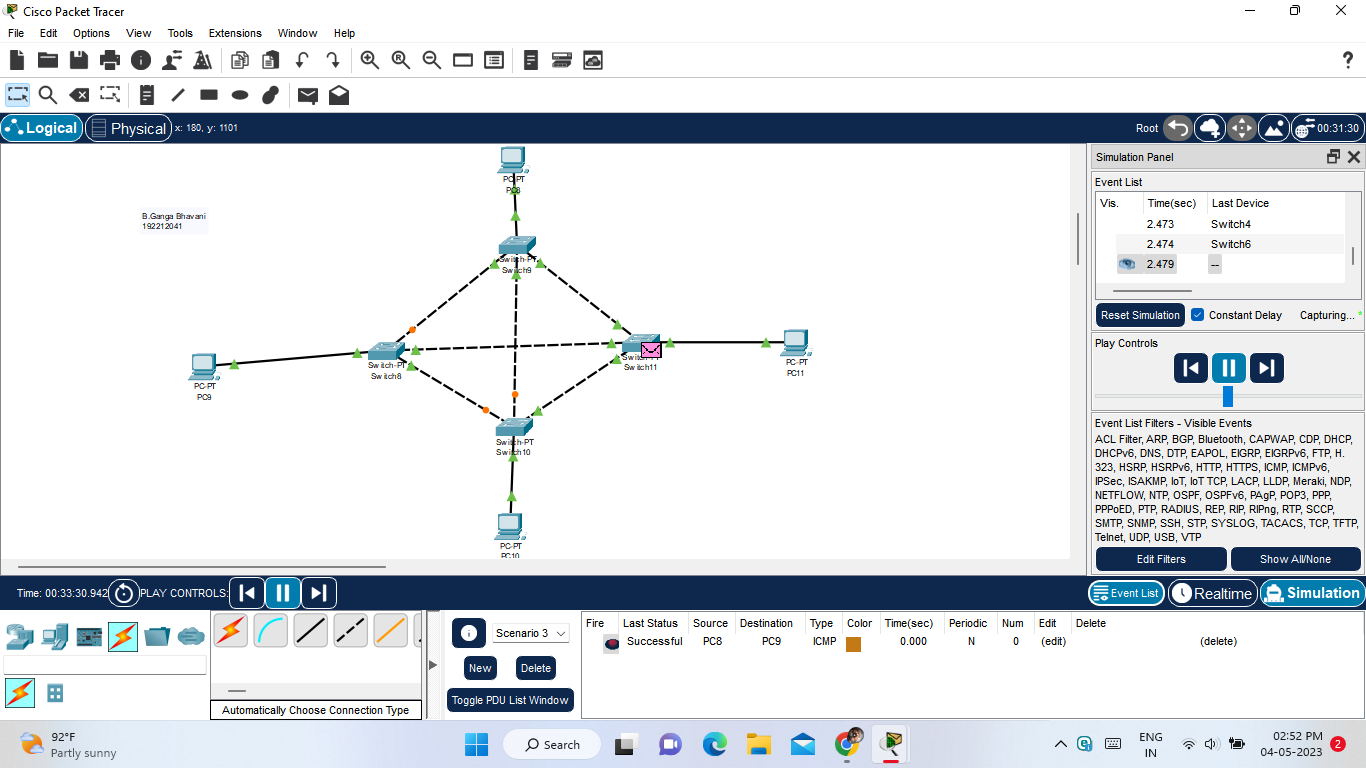 Cisco Packet Tracer
File Edit Options View Tools Extensions Window Help
Logical Physical x: 180, y: 1101 Root 00:31:30
B.Ganga Bhavani
192212041
PC-PT
PC8
Switch-PT
Switch9
Switch-PT
Switch8
Switch11
PC-PT
PC9
PC-PT
PC11
Switch-PT
Switch10
PC-PT
PC10
Simulation Panel
Event List
Vis. Time(sec) Last Device
2.473 Switch4
2.474 Switch6
2.479 --
Reset Simulation Constant Delay Capturing... *
Play Controls
Event List Filters - Visible Events
ACL Filter, ARP, BGP, Bluetooth, CAPWAP, CDP, DHCP,
DHCPv6, DNS, DTP, EAPOL, EIGRP, EIGRPv6, FTP, H.
323, HSRP, HSRPv6, HTTP, HTTPS, ICMP, ICMPv6,
IPSec, ISAKMP, IoT, IoT TCP, LACP, LLDP, Meraki, NDP,
NETFLOW, NTP, OSPF, OSPFv6, PAgP, POP3, PPP,
PPPoED, PTP, RADIUS, REP, RIP, RIPng, RTP, SCCP,
SMTP, SNMP, SSH, STP, SYSLOG, TACACS, TCP, TFTP,
Telnet, UDP, USB, VTP
Edit Filters Show All/None
Time: 00:33:30.942 PLAY CONTROLS: Event List Realtime Simulation
Scenario 3
New Delete
Toggle PDU List Window
Fire Last Status Source Destination Type Color Time(sec) Periodic Num Edit Delete
Successful PC8 PC9 ICMP 0.000 N 0 (edit) (delete)
Automatically Choose Connection Type
92°F
Partly sunny
Search
ENG
IN
02:52 PM
04-05-2023
2